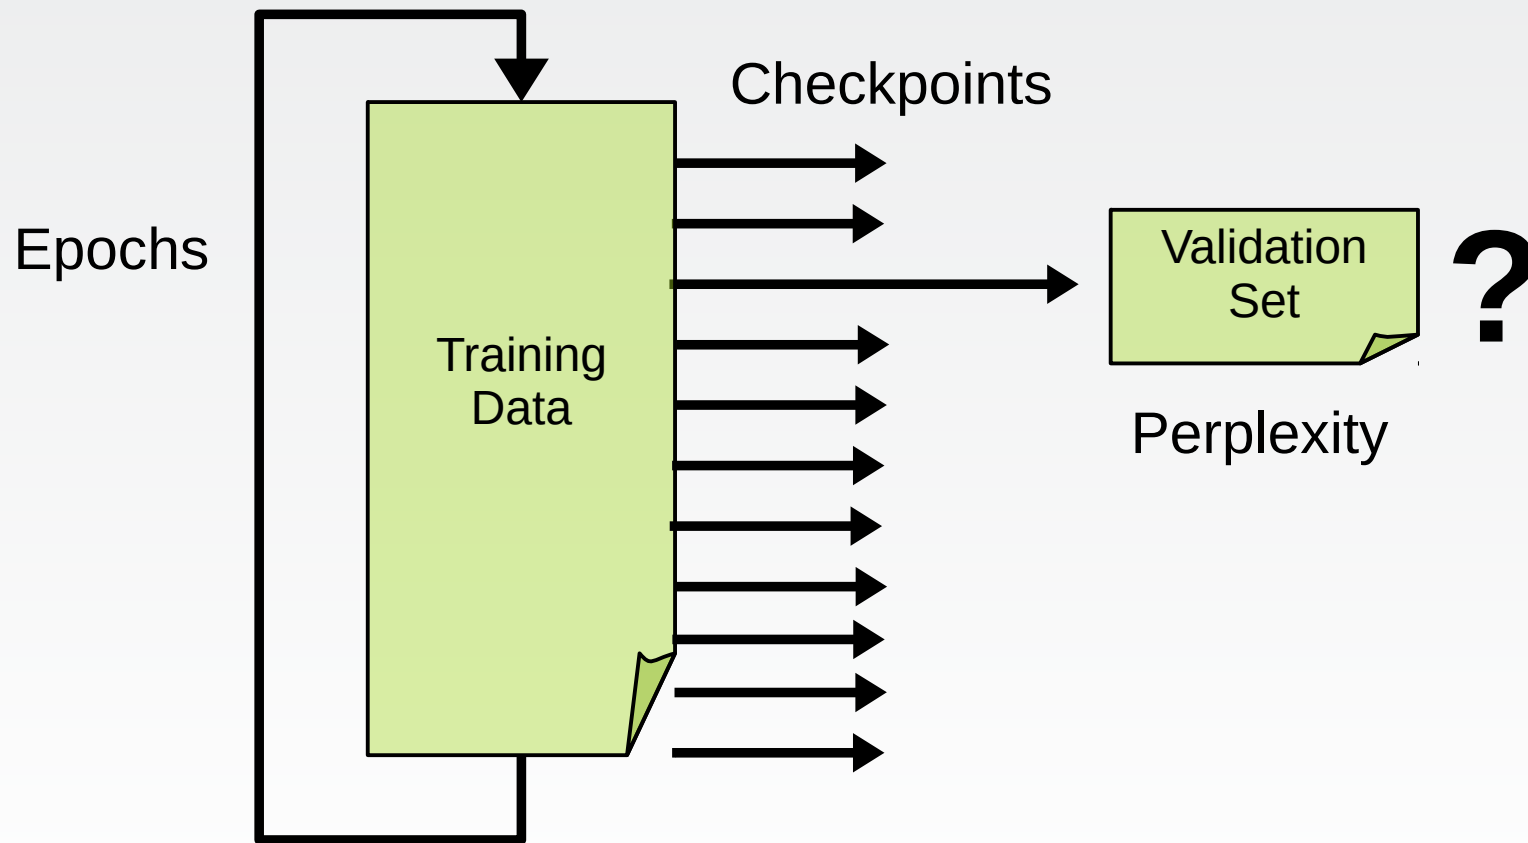 Checkpoints
Epochs
Training
Data
Validation
Set
?
Perplexity